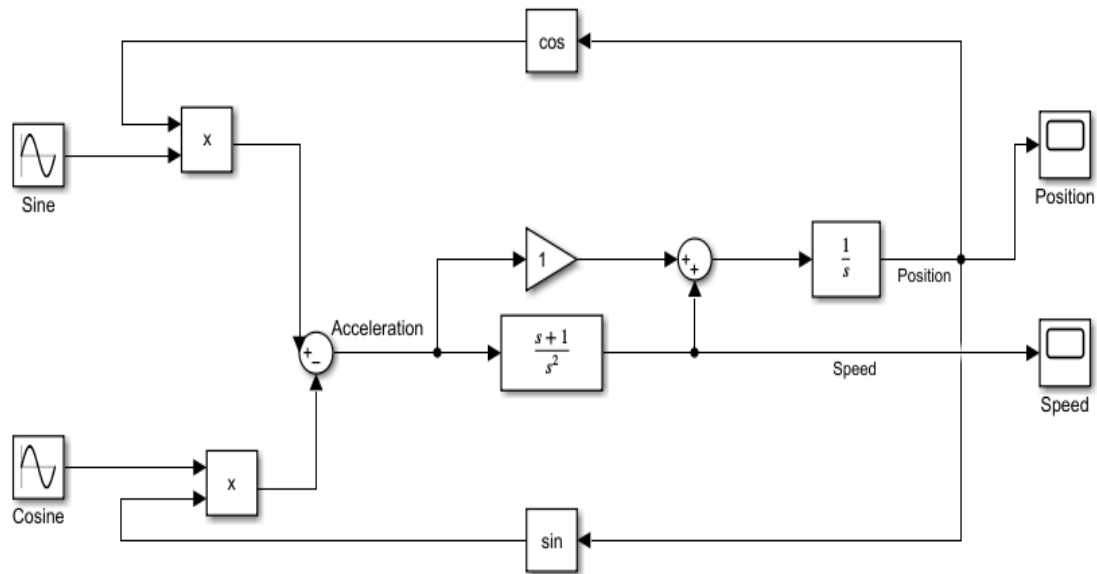 cos
x
Sine
Position
1
+
+
1
s
Position
Acceleration
+
−
s + 1
s²
Speed
Speed
x
Cosine
sin